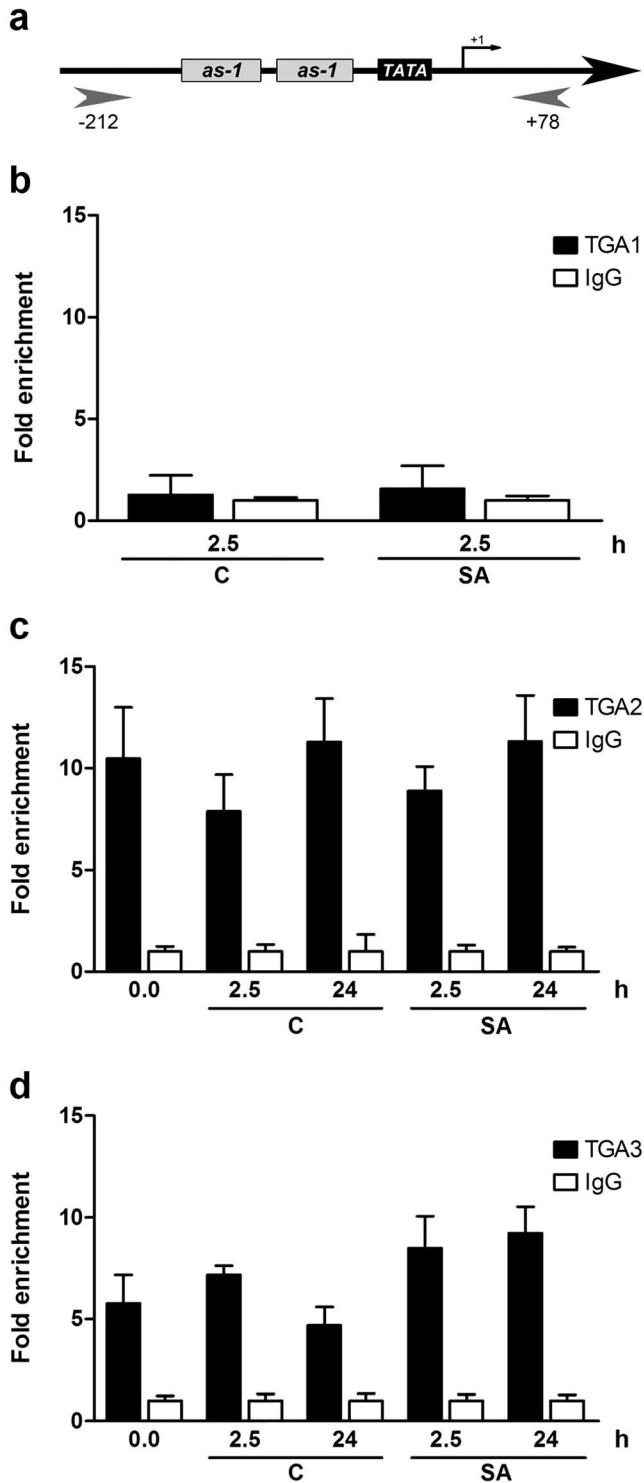 a
+1
as-1 as-1 TATA
-212 +78
b
15
TGA1
IgG
10
Fold enrichment
5
0
2.5 2.5 h
C SA
c
15
TGA2
IgG
10
Fold enrichment
5
0
0.0 2.5 24 2.5 24 h
C SA
d
15
TGA3
IgG
10
Fold enrichment
5
0
0.0 2.5 24 2.5 24 h
C SA